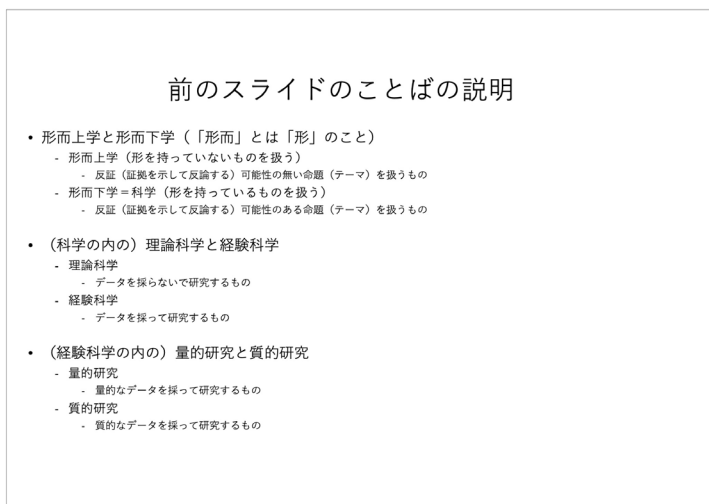 前のスライドのことばの説明
• 形而上学と形而下学（「形而」とは「形」のこと）
- 形而上学（形を持っていないものを扱う）
- 反証（証拠を示して反論する）可能性の無い命題（テーマ）を扱うもの
- 形而下学＝科学（形を持っているものを扱う）
- 反証（証拠を示して反論する）可能性のある命題（テーマ）を扱うもの
• （科学の内の）理論科学と経験科学
- 理論科学
- データを採らないで研究するもの
- 経験科学
- データを採って研究するもの
• （経験科学の内の）量的研究と質的研究
- 量的研究
- 量的なデータを採って研究するもの
- 質的研究
- 質的なデータを採って研究するもの